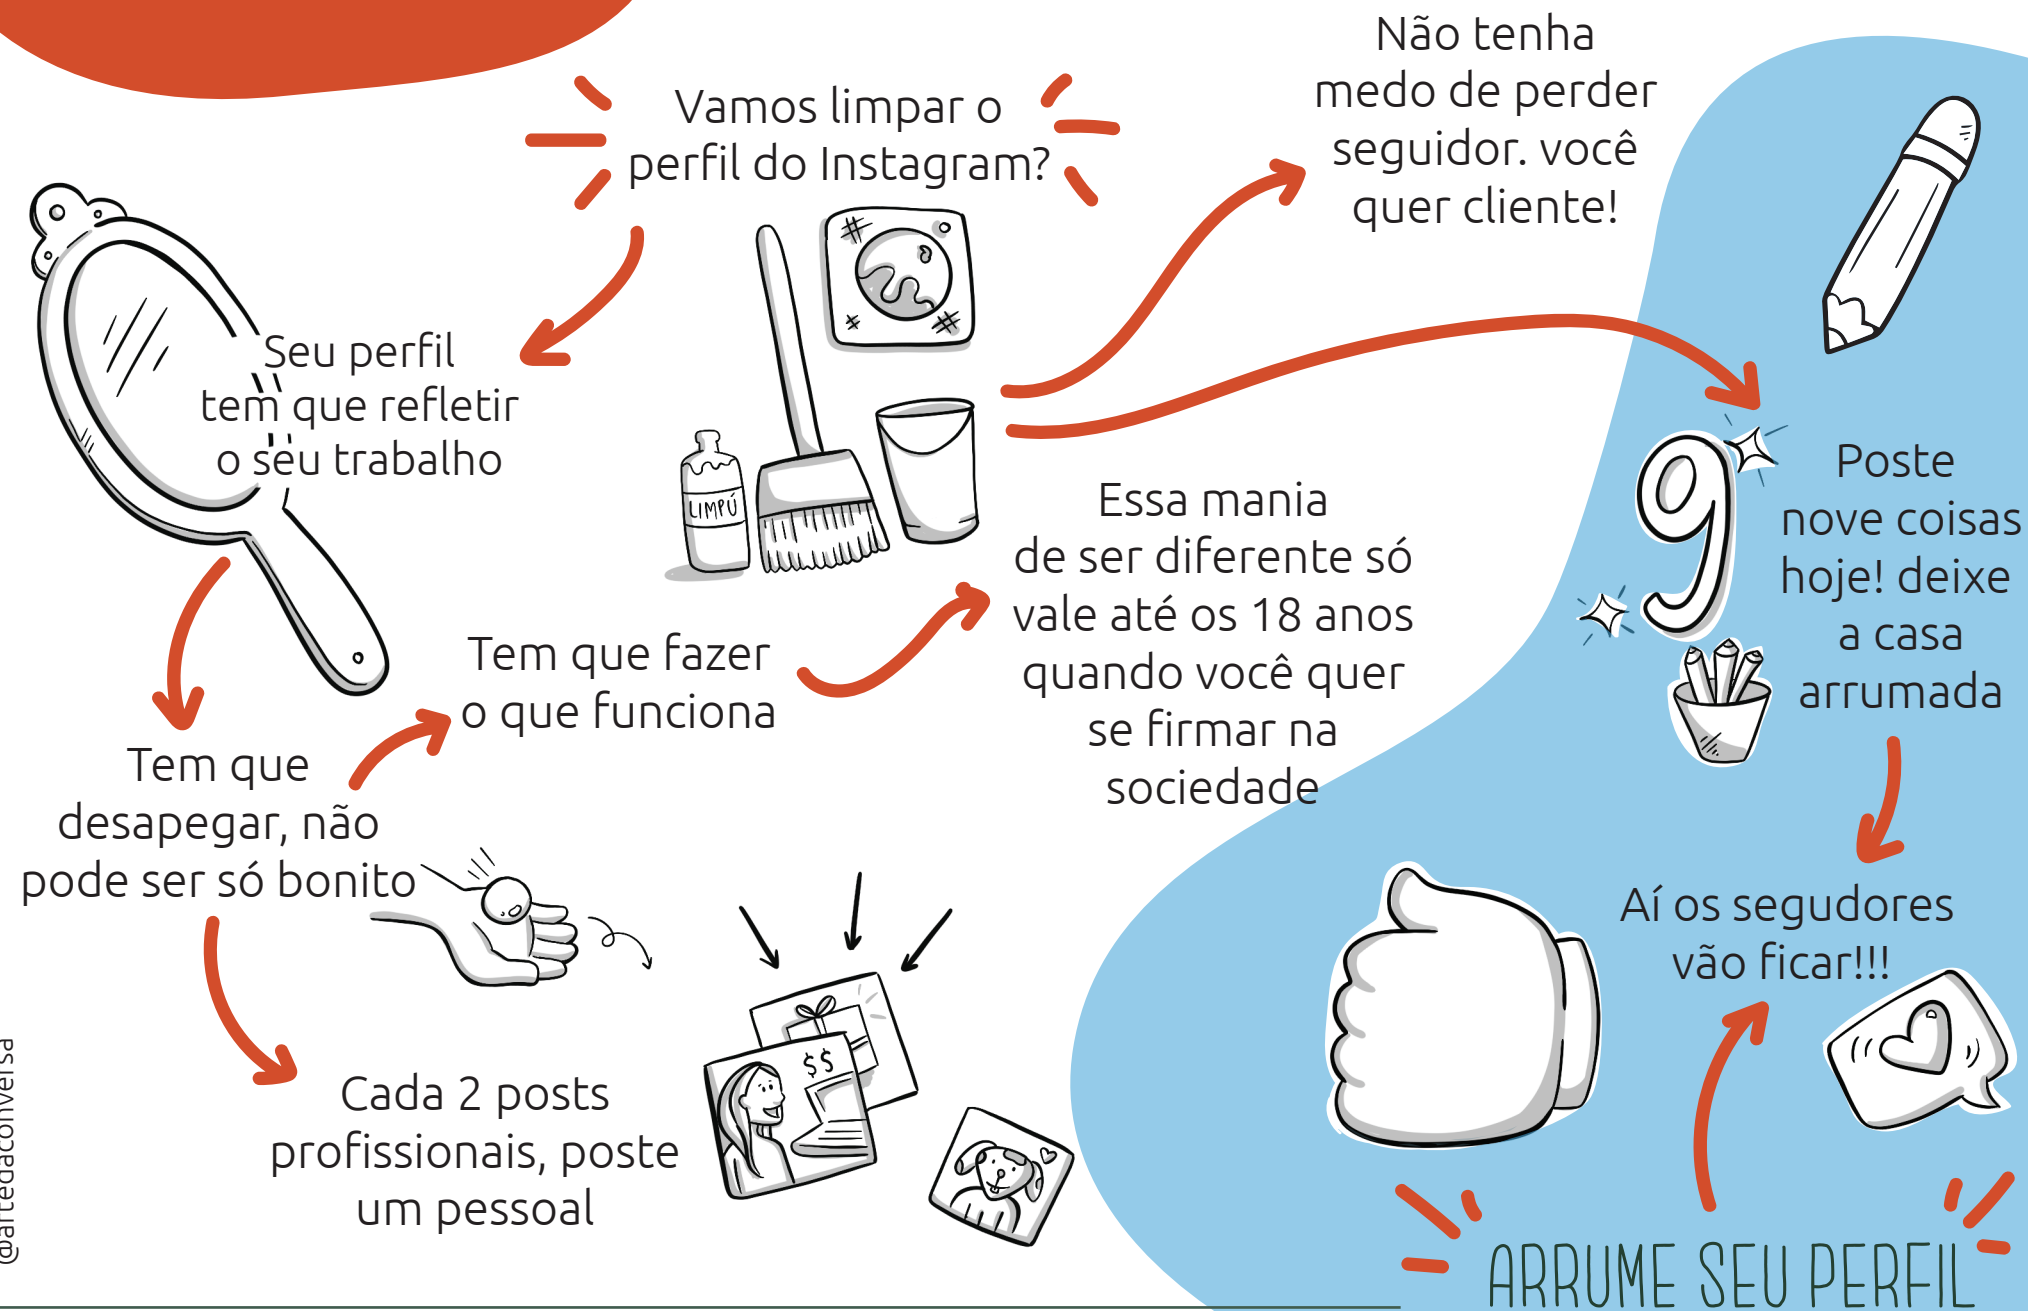 Vamos limpar o
perfil do Instagram?
Não tenha
medo de perder
seguidor. você
quer cliente!
Seu perfil
tem que refletir
o seu trabalho
LIMPÚ
Essa mania
de ser diferente só
vale até os 18 anos
quando você quer
se firmar na
sociedade
Poste
nove coisas
hoje! deixe
a casa
arrumada
9
Tem que fazer
o que funciona
Tem que
desapegar, não
pode ser só bonito
Aí os segudores
vão ficar!!!
Cada 2 posts
profissionais, poste
um pessoal
$$
@artedaconversa
ARRUME SEU PERFIL